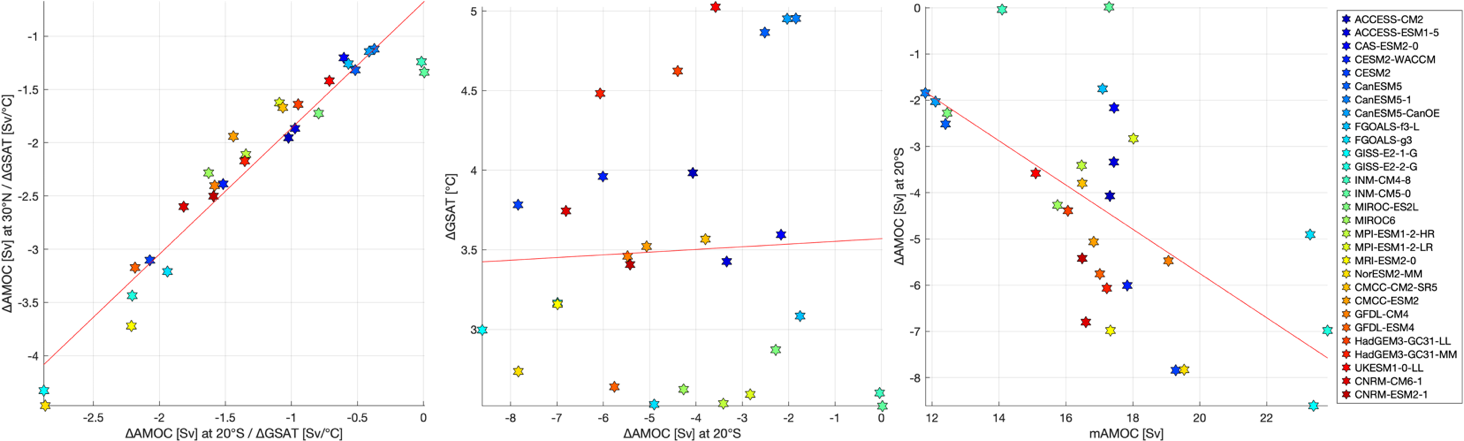 ΔAMOC [Sv] at 30°N / ΔGSAT [Sv/°C]
-1
-1.5
-2
-2.5
-3
-3.5
-4
-2.5
-2
-1.5
-1
-0.5
0
ΔAMOC [Sv] at 20°S / ΔGSAT [Sv/°C]
ΔGSAT [°C]
5
4.5
4
3.5
3
-8
-7
-6
-5
-4
-3
-2
-1
0
ΔAMOC [Sv] at 20°S
ΔAMOC [Sv] at 20°S
0
-1
-2
-3
-4
-5
-6
-7
-8
12
14
16
18
20
22
mAMOC [Sv]
ACCESS-CM2
ACCESS-ESM1-5
CAS-ESM2-0
CESM2-WACCM
CESM2
CanESM5
CanESM5-1
CanESM5-CanOE
FGOALS-f3-L
FGOALS-g3
GISS-E2-1-G
GISS-E2-2-G
INM-CM4-8
INM-CM5-0
MIROC-ES2L
MIROC6
MPI-ESM1-2-HR
MPI-ESM1-2-LR
MRI-ESM2-0
NorESM2-MM
CMCC-CM2-SR5
CMCC-ESM2
GFDL-CM4
GFDL-ESM4
HadGEM3-GC31-LL
HadGEM3-GC31-MM
UKESM1-0-LL
CNRM-CM6-1
CNRM-ESM2-1